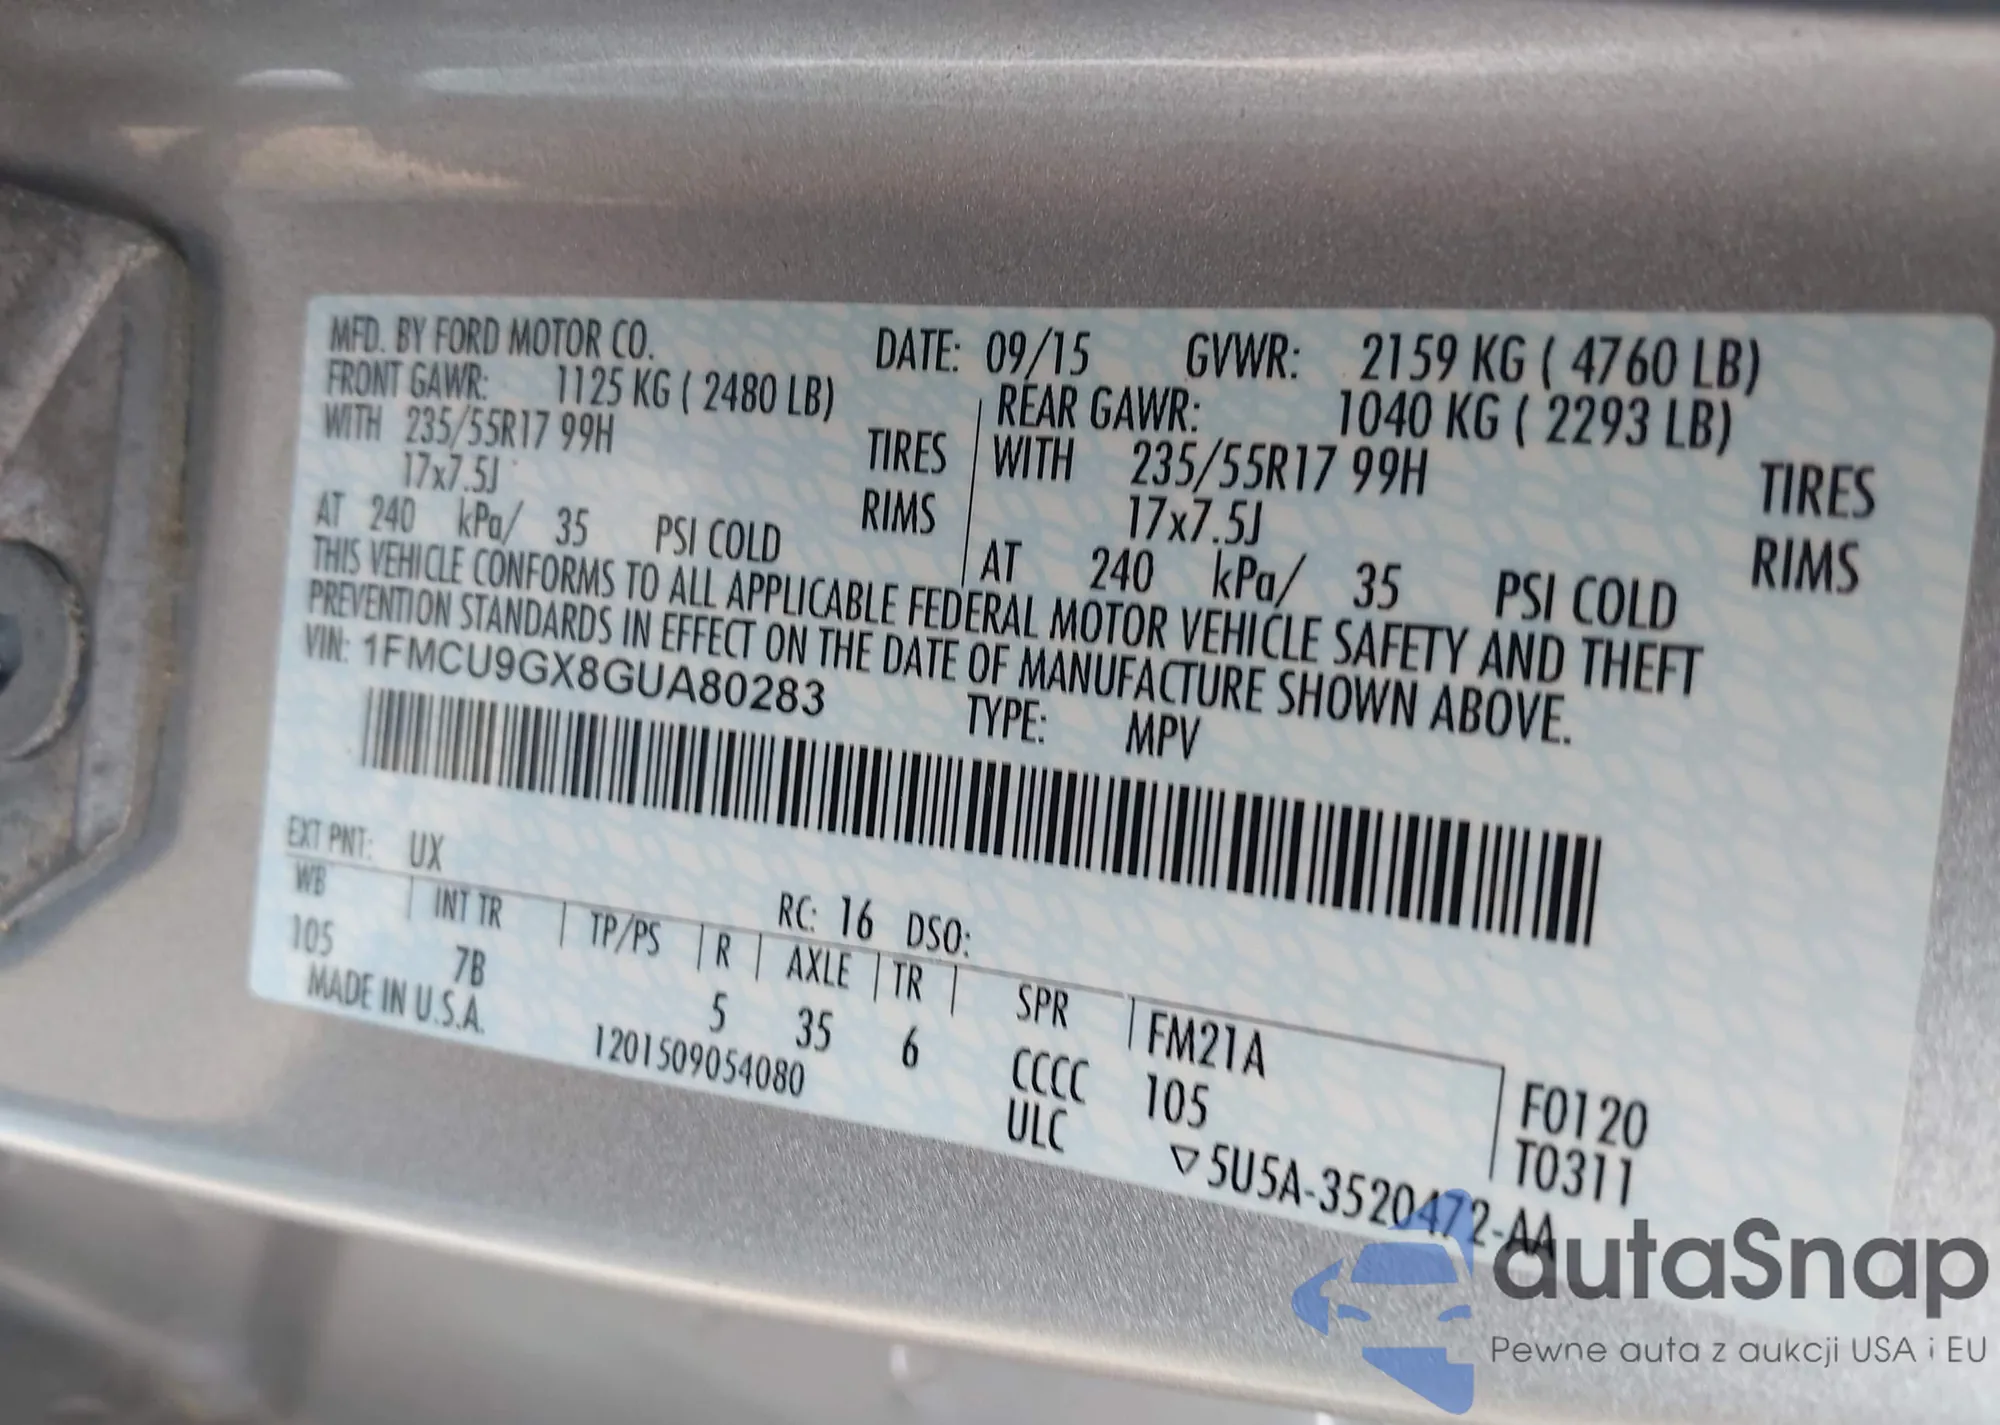 MFD. BY FORD MOTOR CO. DATE: 09/15 GVWR: 2159 KG ( 4760 LB)
FRONT GAWR: 1125 KG ( 2480 LB) REAR GAWR: 1040 KG ( 2293 LB)
WITH 235/55R17 99H TIRES WITH 235/55R17 99H TIRES
17x7.5J RIMS 17x7.5J RIMS
AT 240 kPa/ 35 PSI COLD AT 240 kPa/ 35 PSI COLD
THIS VEHICLE CONFORMS TO ALL APPLICABLE FEDERAL MOTOR VEHICLE SAFETY AND THEFT
PREVENTION STANDARDS IN EFFECT ON THE DATE OF MANUFACTURE SHOWN ABOVE.
VIN: 1FMCU9GX8GUA80283 TYPE: MPV
EXT PNT: UX RC: 16 DSO:
WB INT TR TP/PS R AXLE TR SPR FM21A F0120
105 7B 5 35 6 CCCC 105 T0311
MADE IN U.S.A. 1201509054080 ULC ▽5U5A-3520472-AA
autaSnap
Pewne auta z aukcji USA i EU